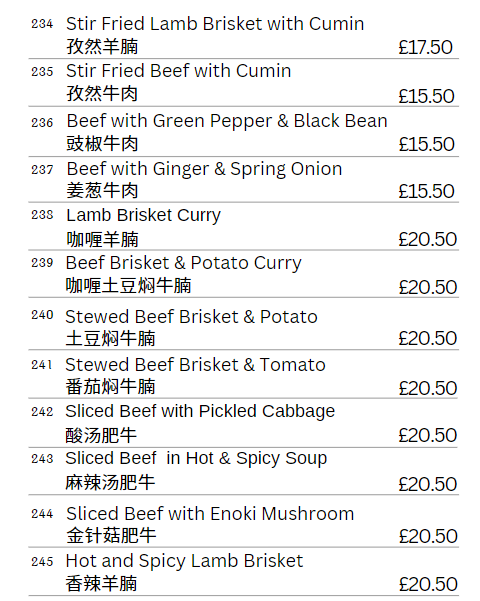 234 Stir Fried Lamb Brisket with Cumin
孜然羊腩 £17.50
235 Stir Fried Beef with Cumin
孜然牛肉 £15.50
236 Beef with Green Pepper & Black Bean
豉椒牛肉 £15.50
237 Beef with Ginger & Spring Onion
姜葱牛肉 £15.50
238 Lamb Brisket Curry
咖喱羊腩 £20.50
239 Beef Brisket & Potato Curry
咖喱土豆焖牛腩 £20.50
240 Stewed Beef Brisket & Potato
土豆焖牛腩 £20.50
241 Stewed Beef Brisket & Tomato
番茄焖牛腩 £20.50
242 Sliced Beef with Pickled Cabbage
酸汤肥牛 £20.50
243 Sliced Beef in Hot & Spicy Soup
麻辣汤肥牛 £20.50
244 Sliced Beef with Enoki Mushroom
金针菇肥牛 £20.50
245 Hot and Spicy Lamb Brisket
香辣羊腩 £20.50